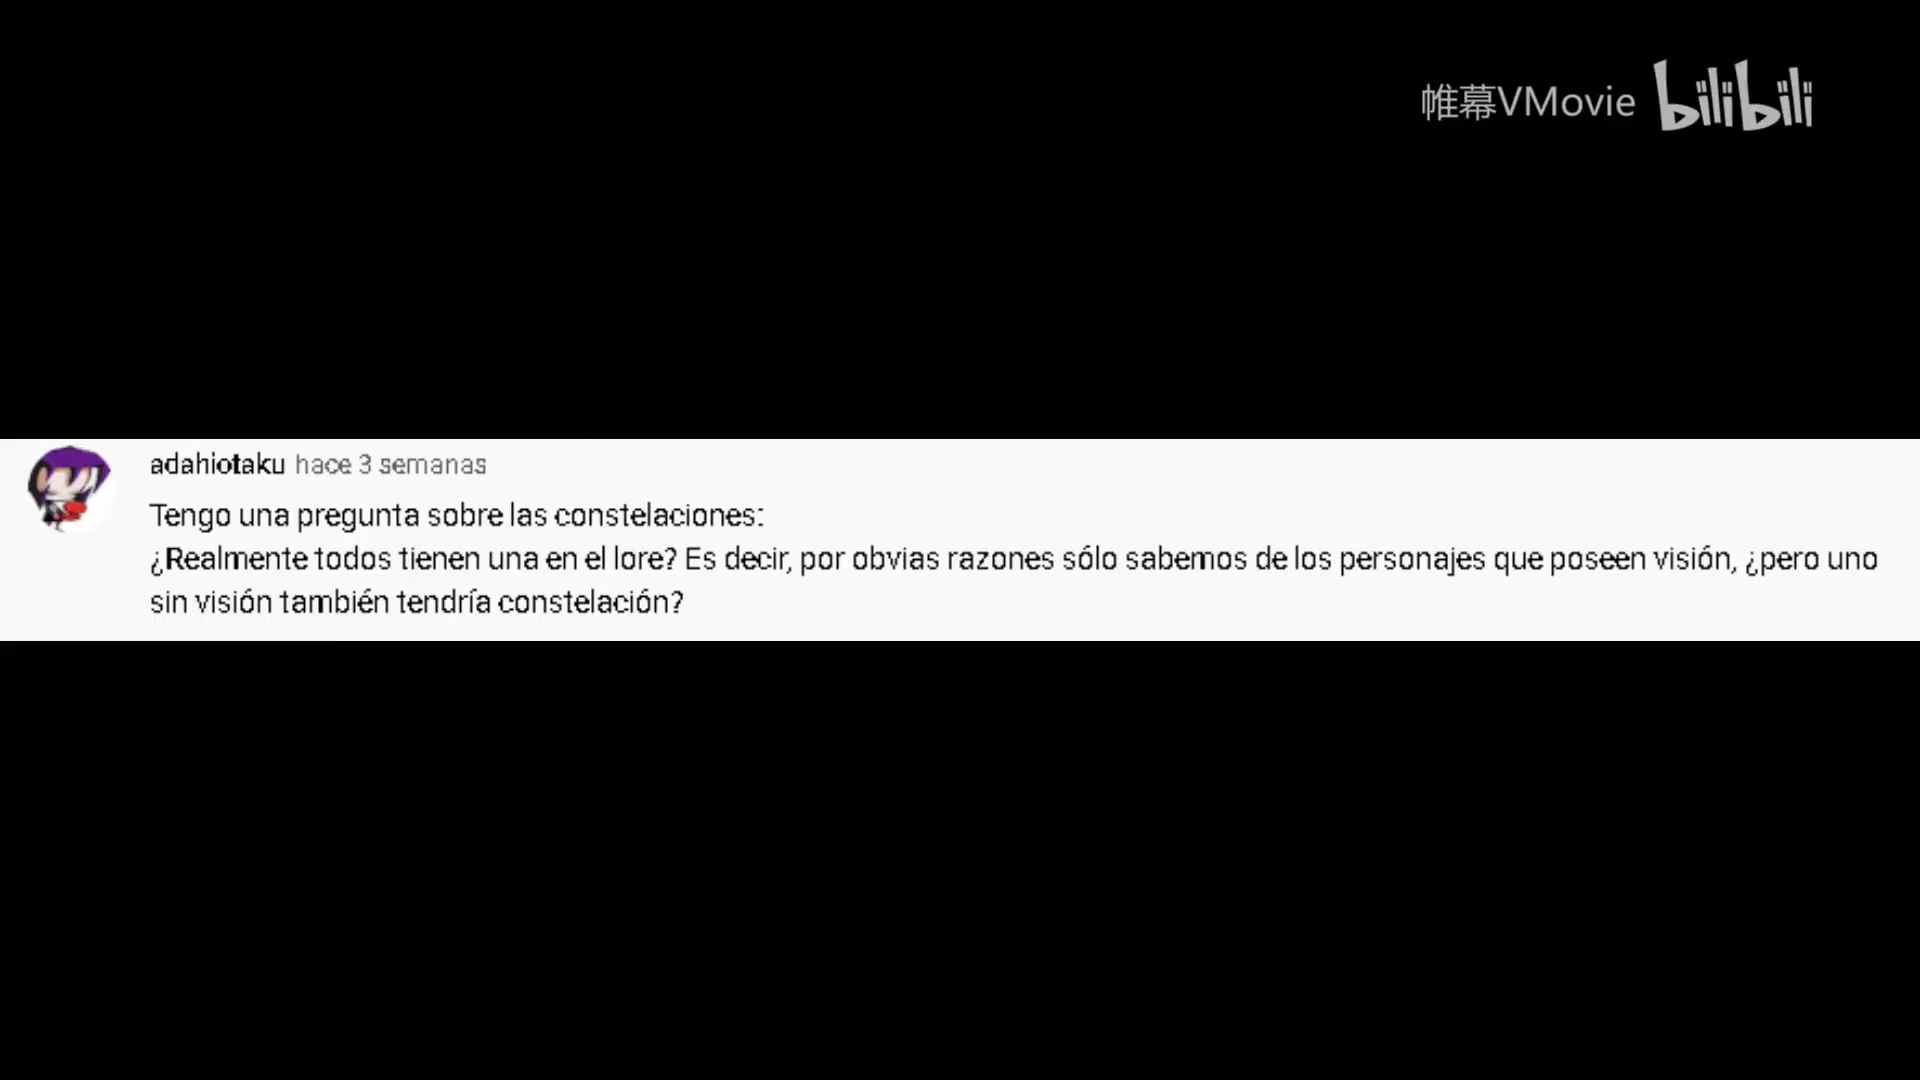 帷幕VMovie bilibili
adahiotaku hace 3 semanas
Tengo una pregunta sobre las constelaciones:
¿Realmente todos tienen una en el lore? Es decir, por obvias razones sólo sabemos de los personajes que poseen visión, ¿pero uno
sin visión también tendría constelación?